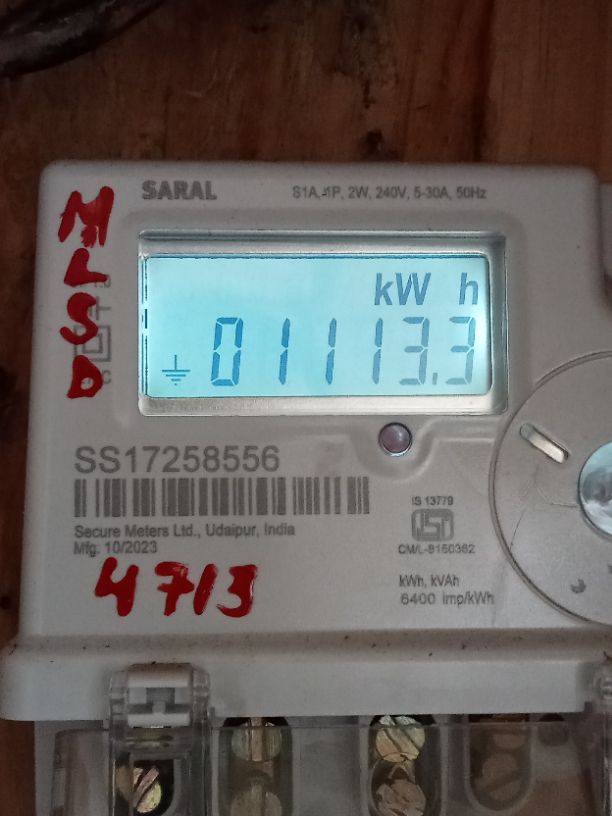 SARAL
S1A, 1P, 2W, 240V, 5-30A, 50Hz
MLSD
kW h
01113.3
SS17258556
Secure Meters Ltd., Udaipur, India
Mfg: 10/2023
IS 13779
ISI
CM/L-8160362
4713
kWh, kVAh
6400 imp/kWh